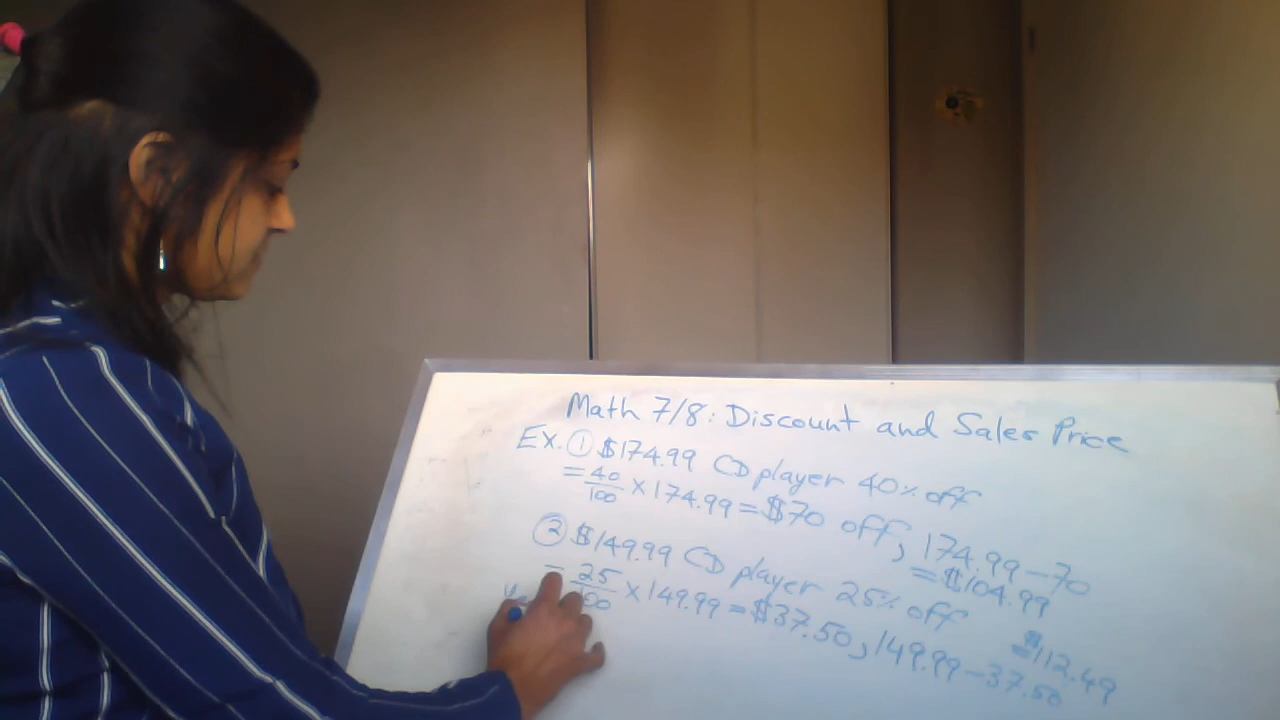 Math 7/8: Discount and Sales Price
Ex. ① $174.99 CD player 40% off
= 40/100 × 174.99 = $70 off, 174.99 - 70
= $104.99
② $149.99 CD player 25% off
= 25/100 × 149.99 = $37.50, 149.99 - 37.50
= $112.49